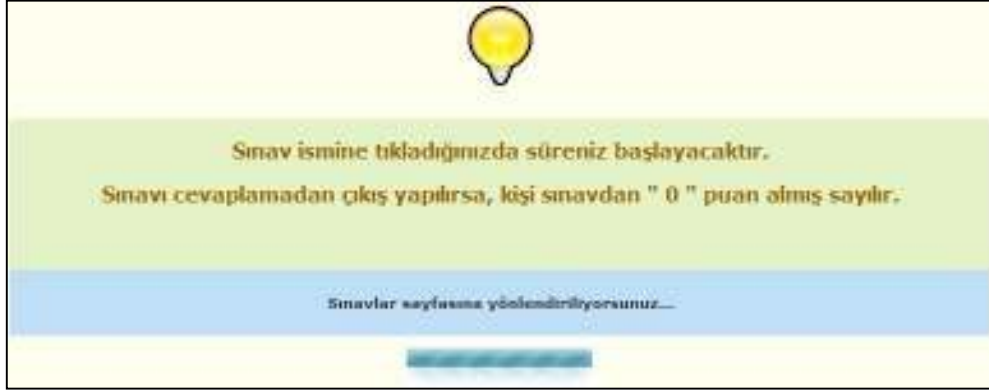 Sınav ismine tıkladığınızda süreniz başlayacaktır.
Sınavı cevaplamadan çıkış yapılırsa, kişi sınavdan " 0 " puan almış sayılır.
Sınavlar sayfasına yönlendiriliyorsunuz...